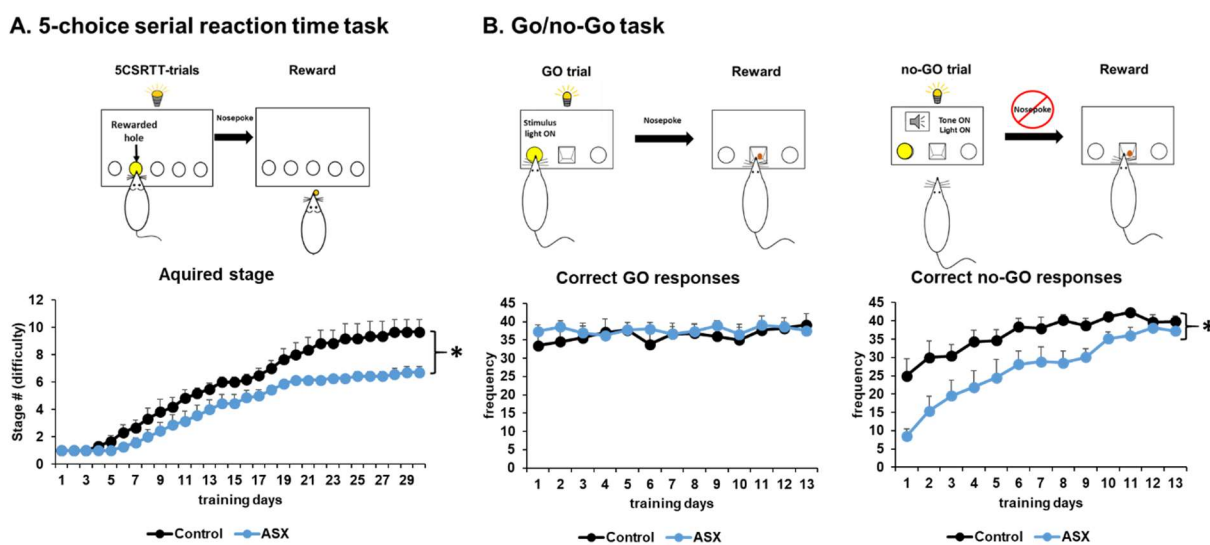 A. 5-choice serial reaction time task
5CSRTT-trials
Reward
Rewarded
hole
Nosepoke
Aquired stage
Stage # (difficulty)
12
10
8
6
4
2
0
*
1 3 5 7 9 11 13 15 17 19 21 23 25 27 29
training days
Control ASX
B. Go/no-Go task
GO trial
Reward
Stimulus
light ON
Nosepoke
Correct GO responses
frequency
45
40
35
30
25
20
15
10
5
0
1 2 3 4 5 6 7 8 9 10 11 12 13
training days
Control ASX
no-GO trial
Reward
Tone ON
Light ON
Nosepoke
Correct no-GO responses
frequency
45
40
35
30
25
20
15
10
5
0
*
1 2 3 4 5 6 7 8 9 10 11 12 13
training days
Control ASX